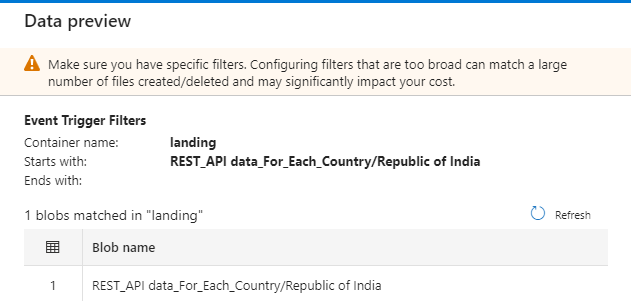 Data preview
Make sure you have specific filters. Configuring filters that are too broad can match a large
number of files created/deleted and may significantly impact your cost.
Event Trigger Filters
Container name: landing
Starts with: REST_API data_For_Each_Country/Republic of India
Ends with:
1 blobs matched in "landing" Refresh
Blob name
1 REST_API data_For_Each_Country/Republic of India